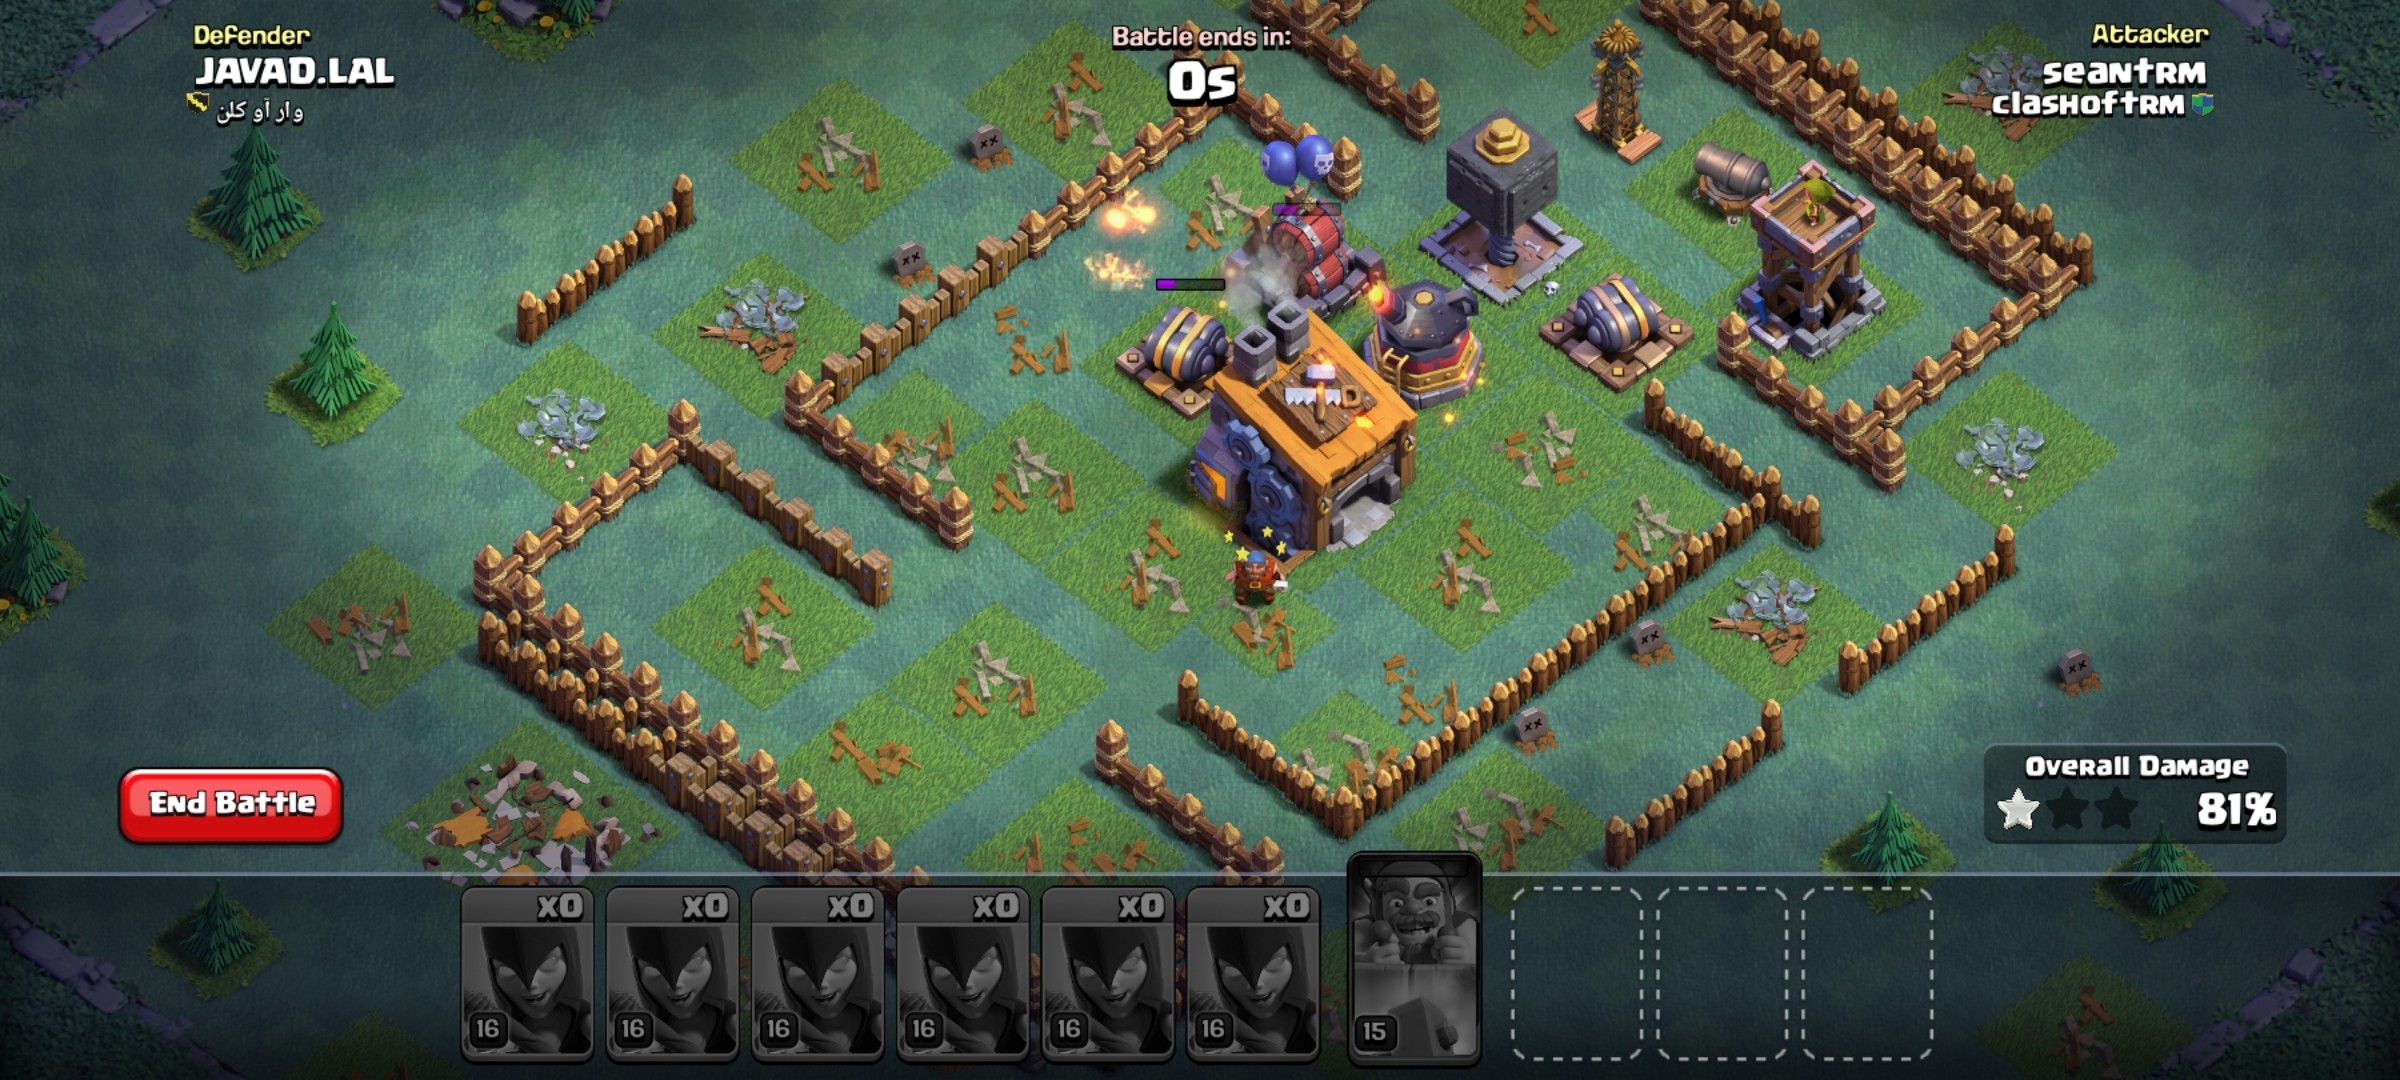 Defender
JAVAD.LAL
وار آو کلن
Battle ends in:
0s
Attacker
seantrm
clashoftrm
End Battle
Overall Damage
81%
x0
x0
x0
x0
x0
x0
16
16
16
16
16
16
15